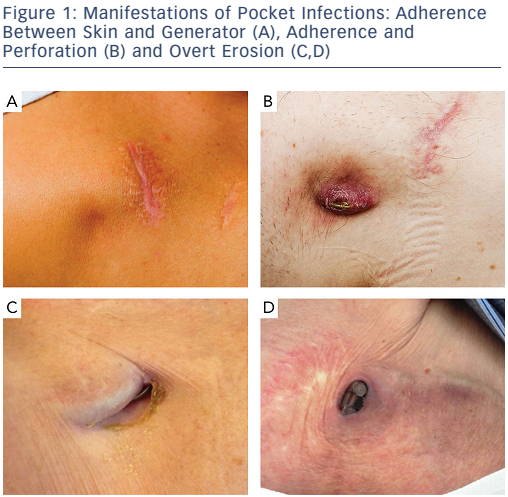 Figure 1: Manifestations of Pocket Infections: Adherence
Between Skin and Generator (A), Adherence and
Perforation (B) and Overt Erosion (C,D)
A
B
C
D